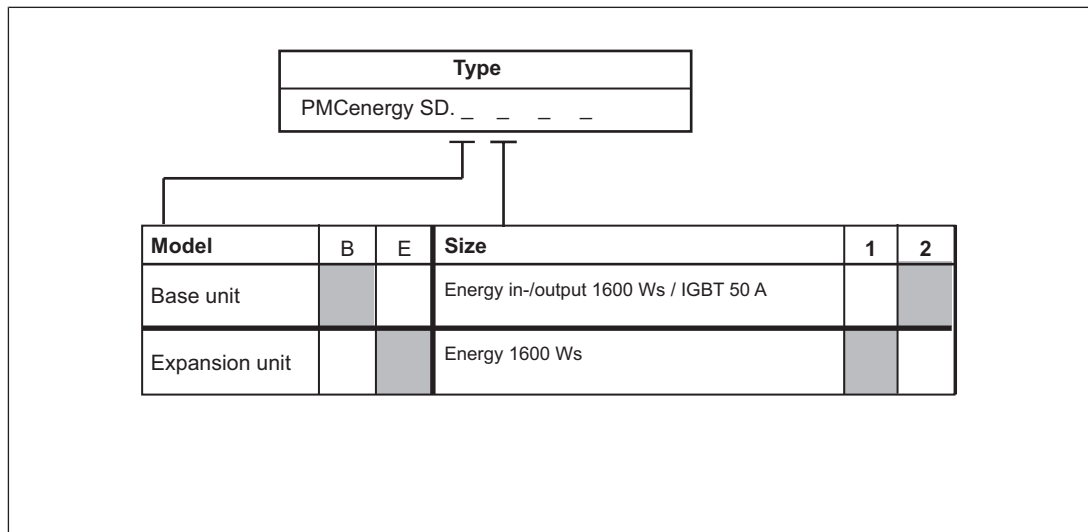 Type
PMCenergy SD. _ _ _ _
Model B E Size 1 2
Base unit Energy in-/output 1600 Ws / IGBT 50 A
Expansion unit Energy 1600 Ws